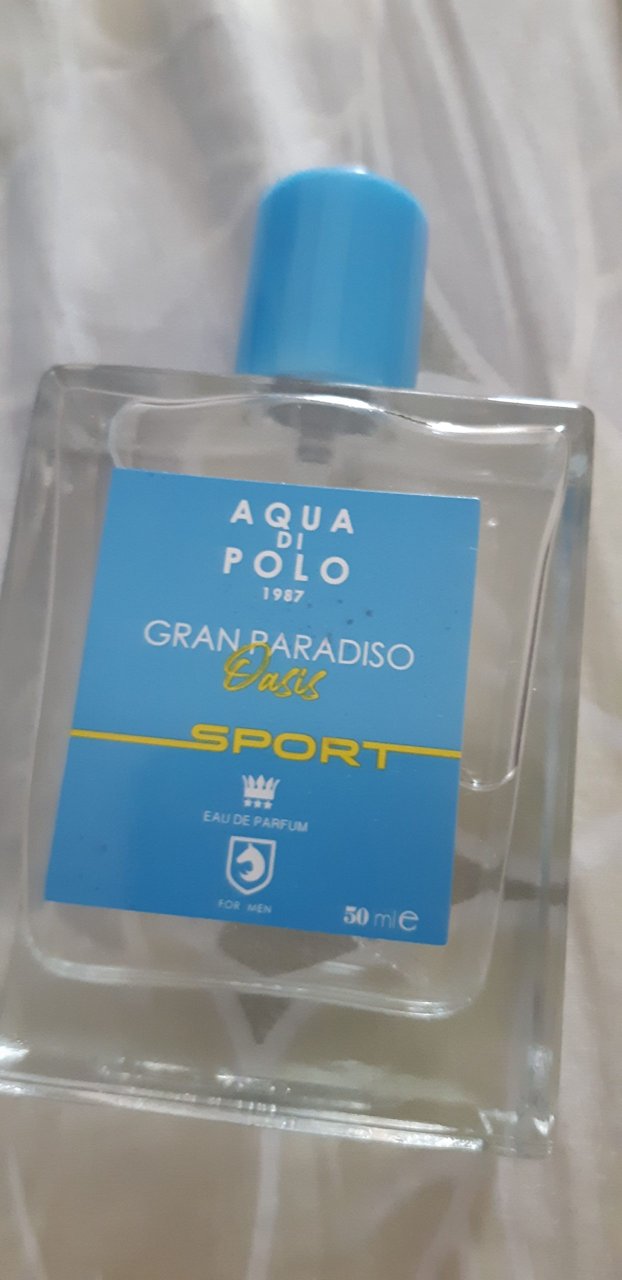 AQUA
DI
POLO
1987
GRAN PARADISO
Oasis
SPORT
EAU DE PARFUM
FOR MEN
50 ml e